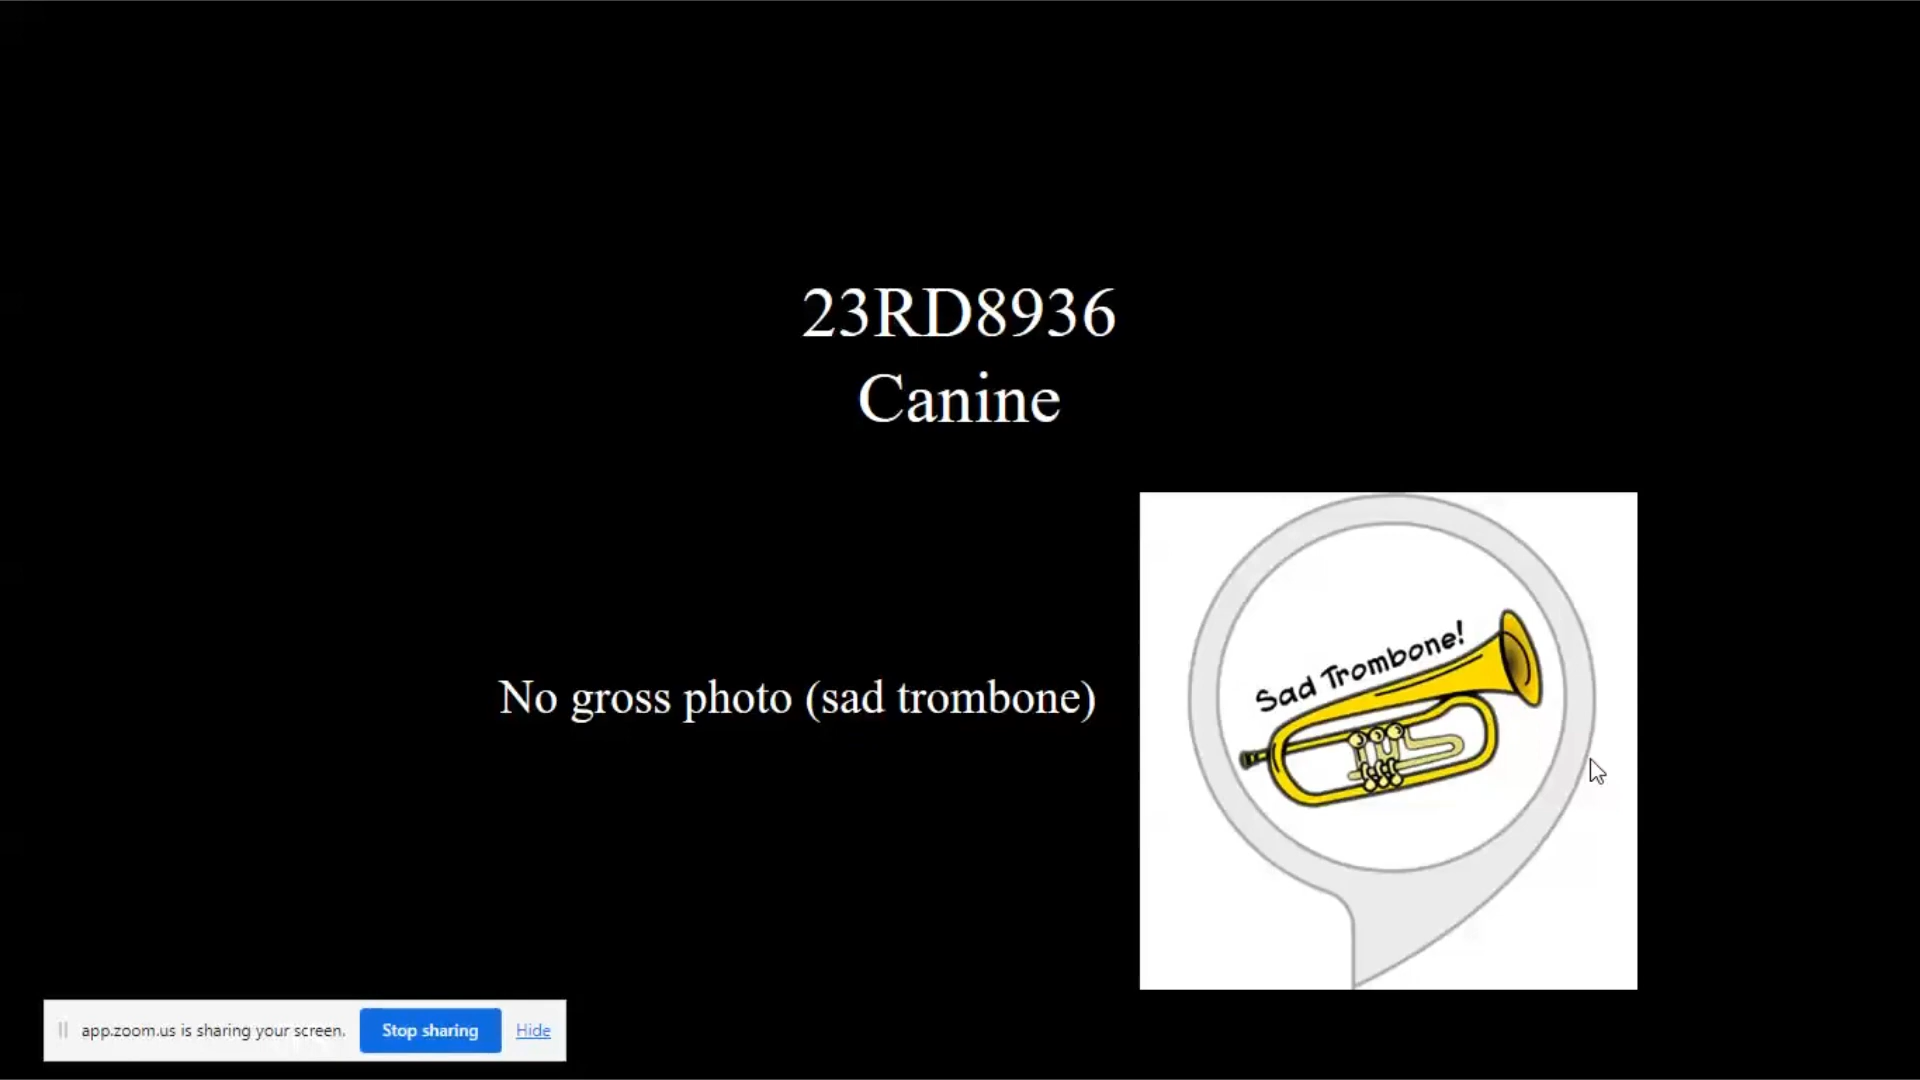 23RD8936
Canine
No gross photo (sad trombone)
Sad Trombone!
app.zoom.us is sharing your screen.
Stop sharing
Hide